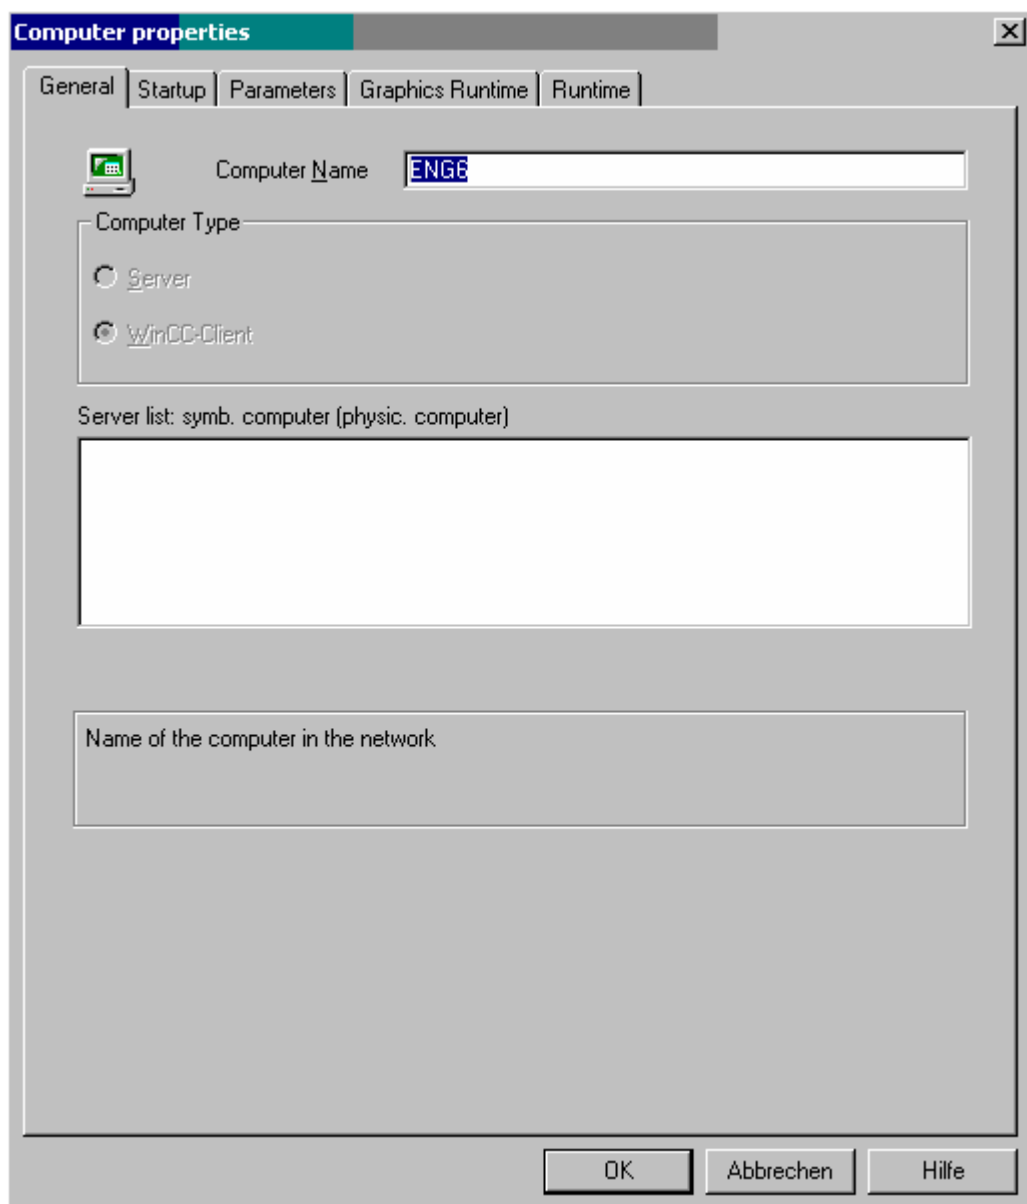 Computer properties
General Startup Parameters Graphics Runtime Runtime
Computer Name ENG6
Computer Type
Server
WinCC-Client
Server list: symb. computer (physic. computer)
Name of the computer in the network
OK Abbrechen Hilfe